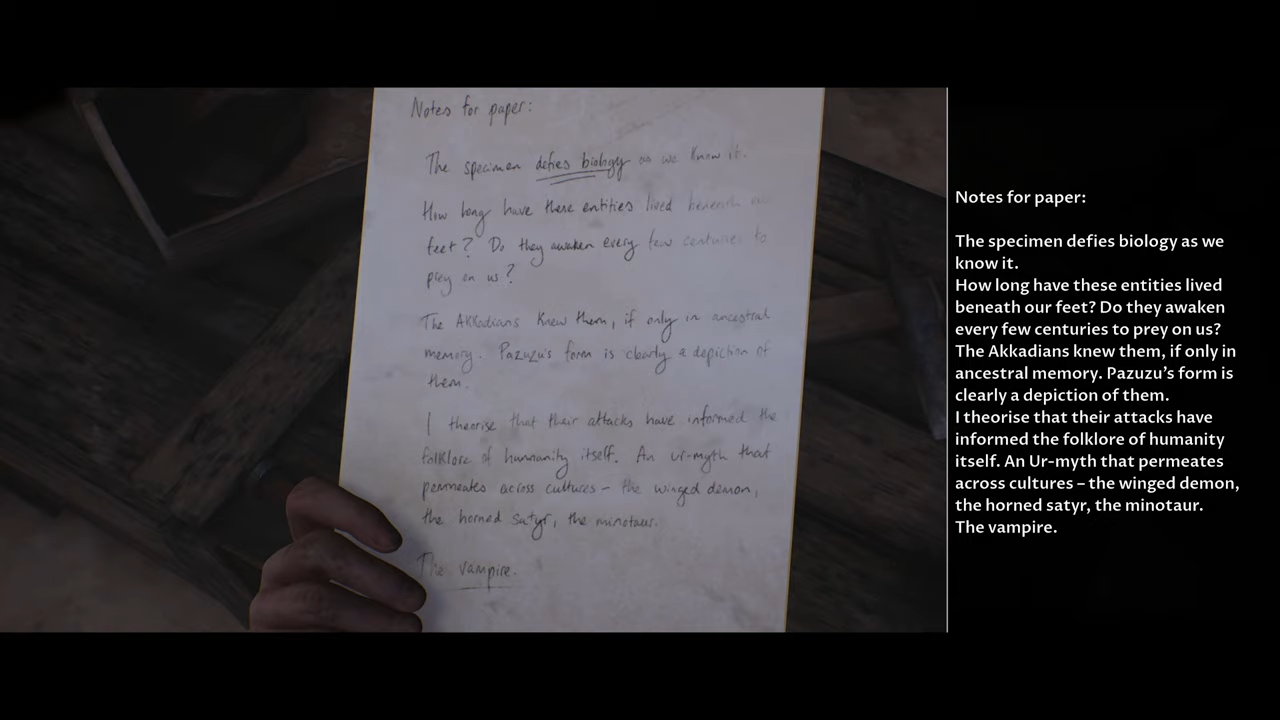 Notes for paper:
The specimen defies biology as we know it.
How long have these entities lived beneath ou
feet? Do they awaken every few centuries to
prey on us?
The Akkadians knew them, if only in ancestral
memory. Pazuzu's form is clearly a depiction of
them.
I theorise that their attacks have informed the
folklore of humanity itself. An ur-myth that
permeates across cultures – the winged demon,
the horned satyr, the minotaur.
The vampire.
Notes for paper:
The specimen defies biology as we
know it.
How long have these entities lived
beneath our feet? Do they awaken
every few centuries to prey on us?
The Akkadians knew them, if only in
ancestral memory. Pazuzu’s form is
clearly a depiction of them.
I theorise that their attacks have
informed the folklore of humanity
itself. An Ur-myth that permeates
across cultures – the winged demon,
the horned satyr, the minotaur.
The vampire.